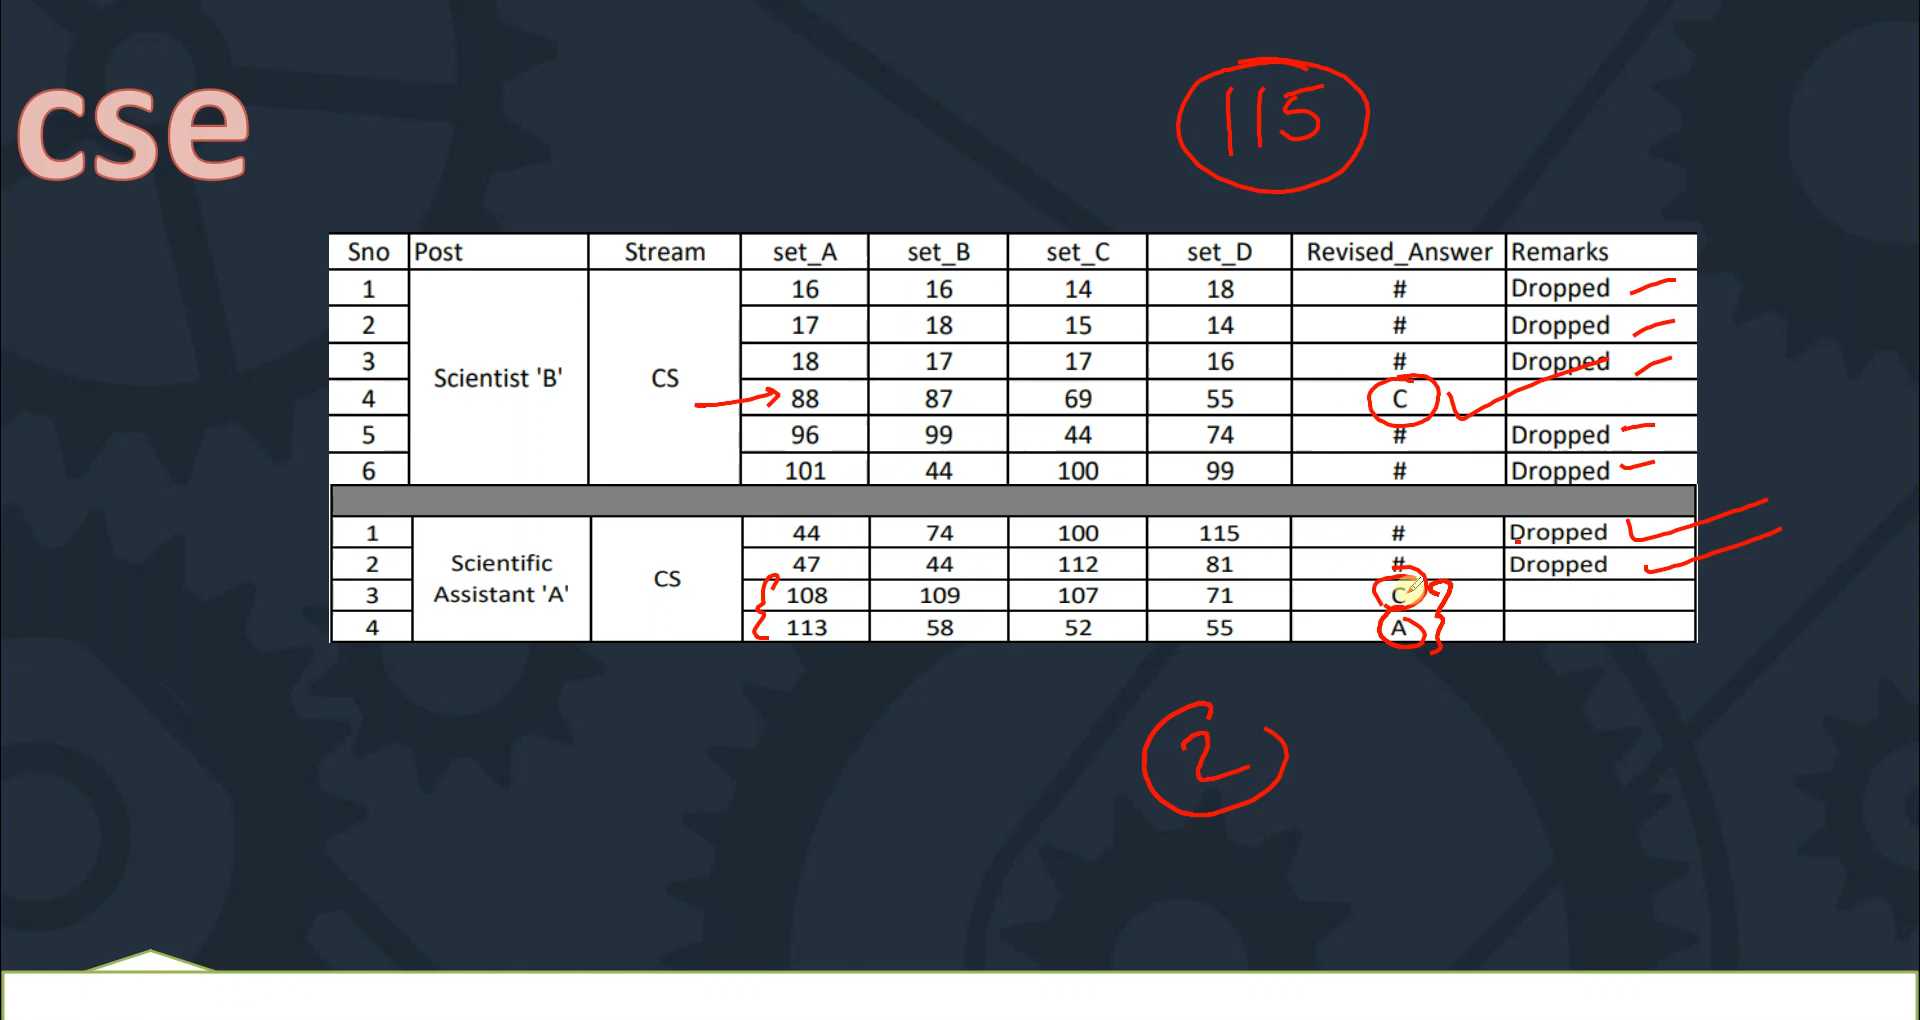 cse
115
Sno Post Stream set_A set_B set_C set_D Revised_Answer Remarks
1 16 16 14 18 # Dropped
2 17 18 15 14 # Dropped
3 18 17 17 16 # Dropped
Scientist 'B' CS
4 88 87 69 55 C
5 96 99 44 74 # Dropped
6 101 44 100 99 # Dropped
1 44 74 100 115 # Dropped
2 Scientific 47 44 112 81 # Dropped
CS
3 Assistant 'A' 108 109 107 71 C
4 113 58 52 55 A
2